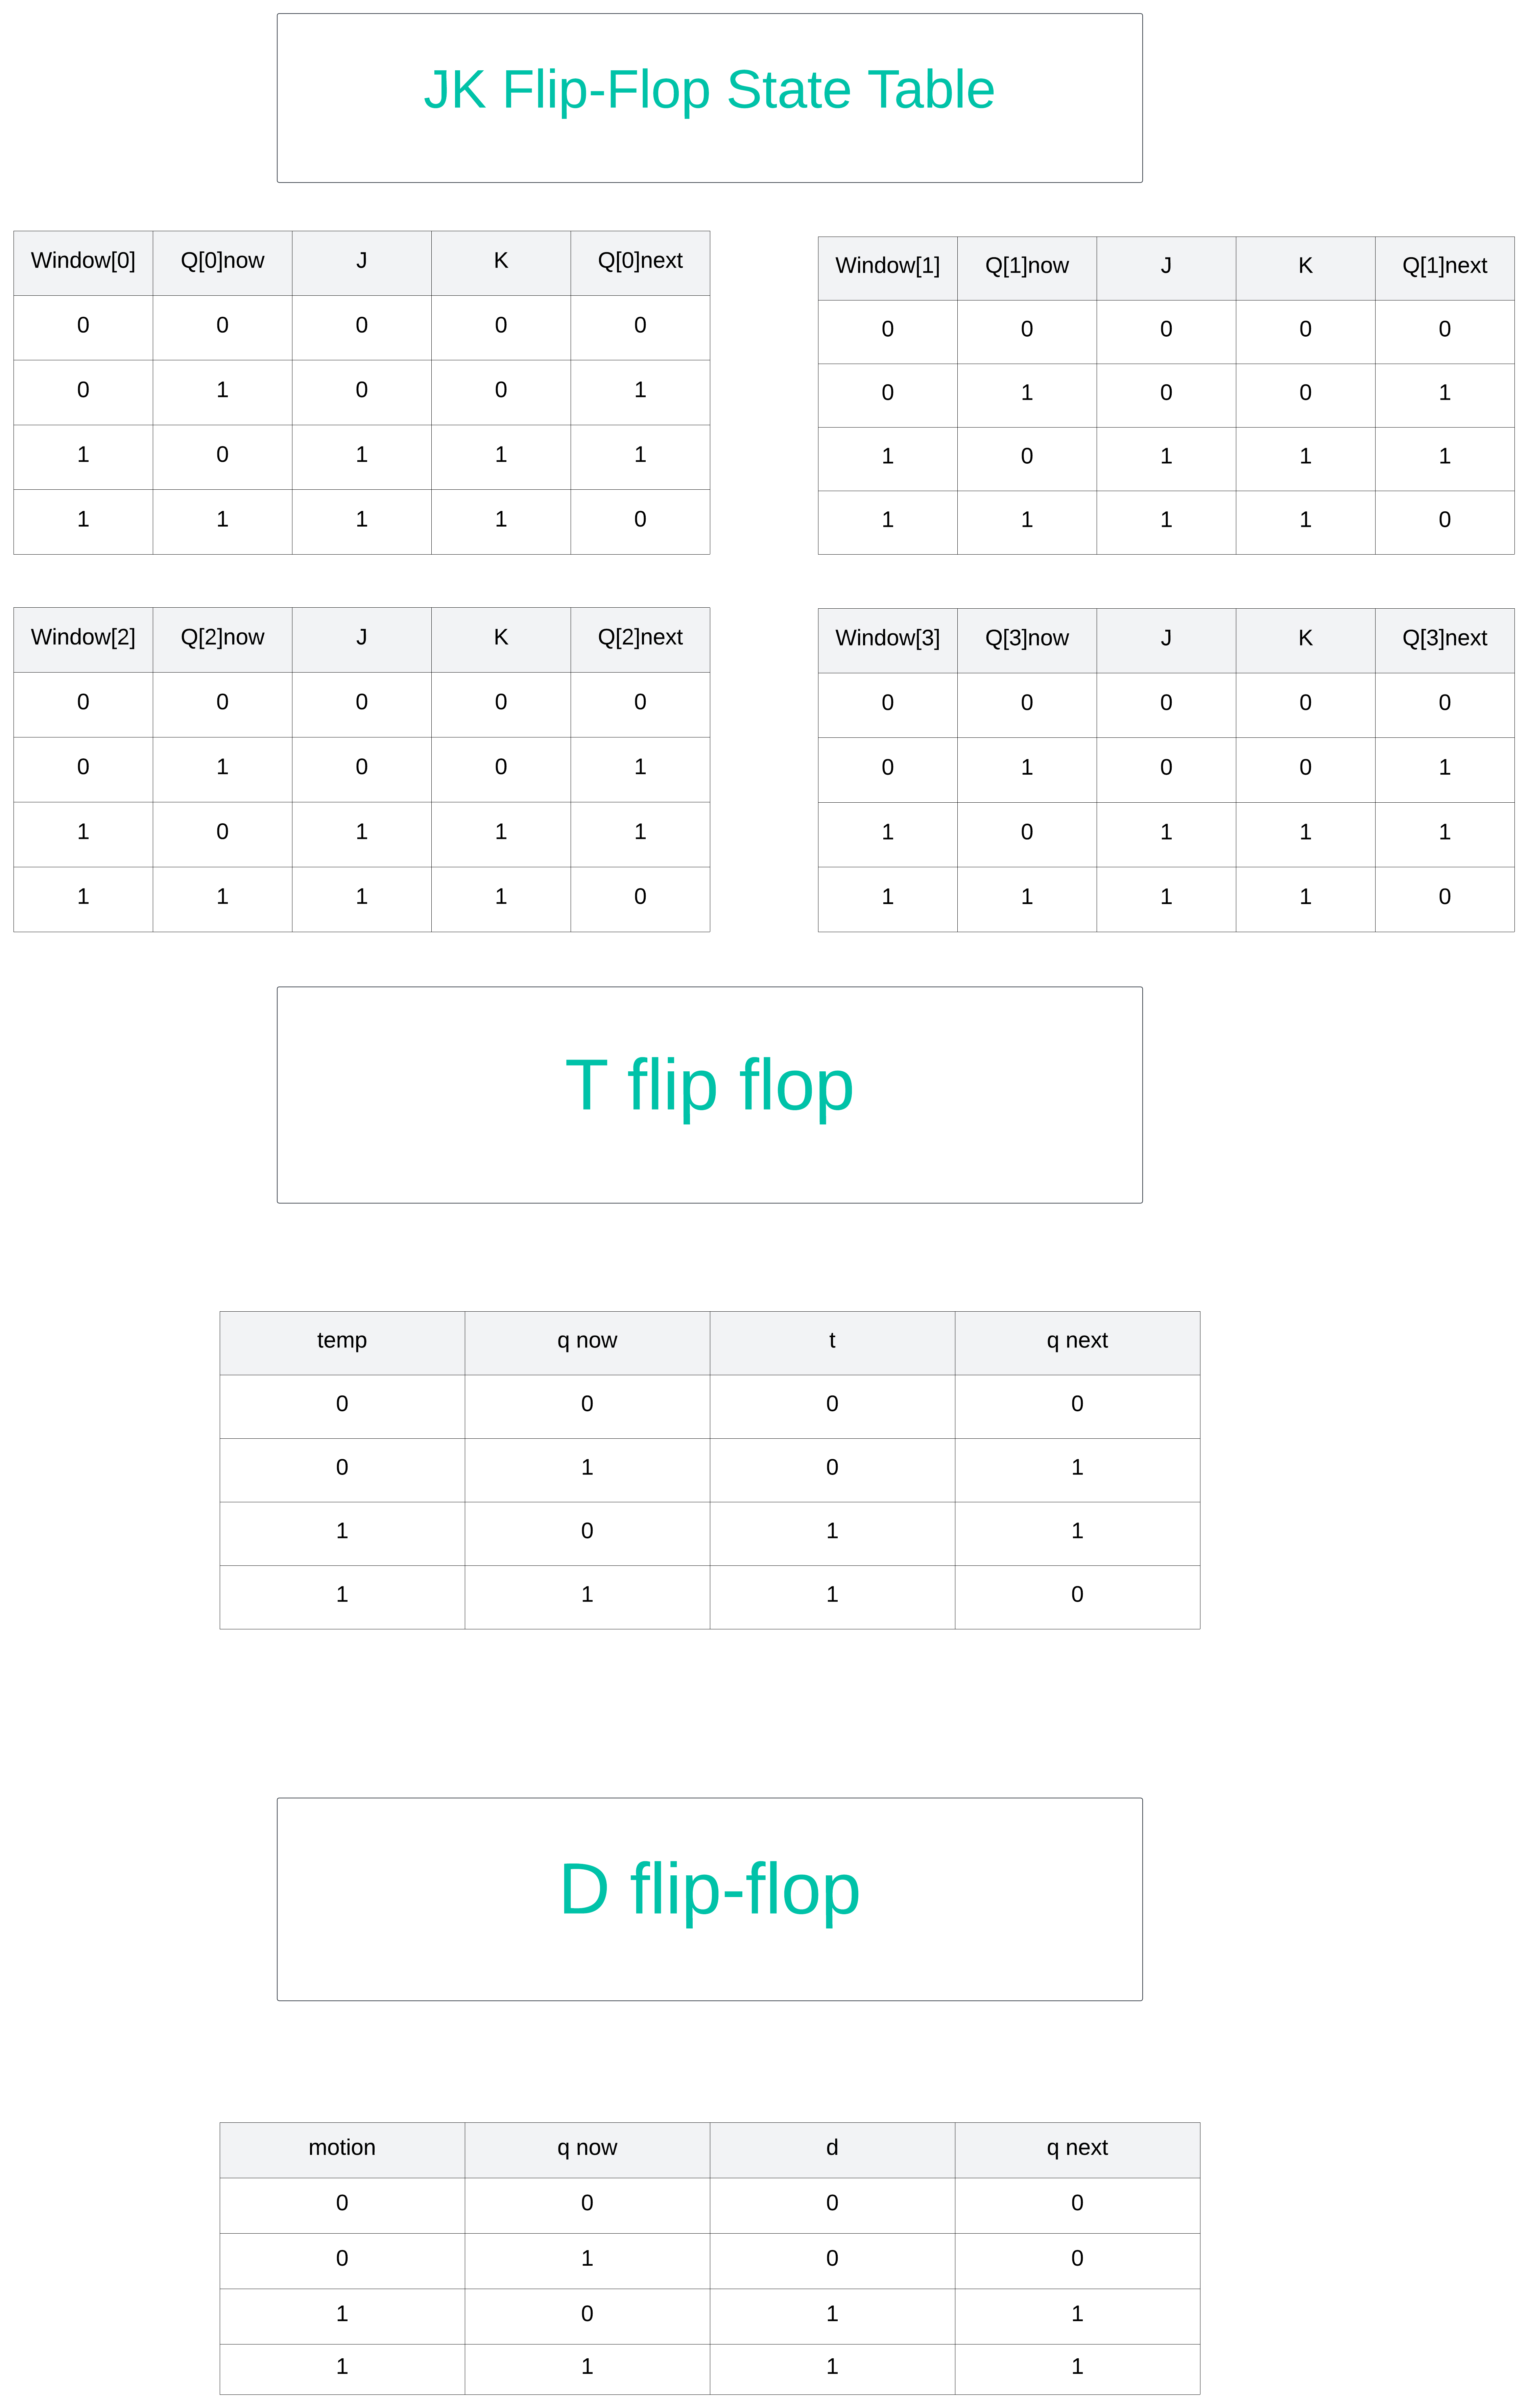 JK Flip-Flop State Table
Window[0] Q[0]now J K Q[0]next
0 0 0 0 0
0 1 0 0 1
1 0 1 1 1
1 1 1 1 0
Window[1] Q[1]now J K Q[1]next
0 0 0 0 0
0 1 0 0 1
1 0 1 1 1
1 1 1 1 0
Window[2] Q[2]now J K Q[2]next
0 0 0 0 0
0 1 0 0 1
1 0 1 1 1
1 1 1 1 0
Window[3] Q[3]now J K Q[3]next
0 0 0 0 0
0 1 0 0 1
1 0 1 1 1
1 1 1 1 0
T flip flop
temp q now t q next
0 0 0 0
0 1 0 1
1 0 1 1
1 1 1 0
D flip-flop
motion q now d q next
0 0 0 0
0 1 0 0
1 0 1 1
1 1 1 1